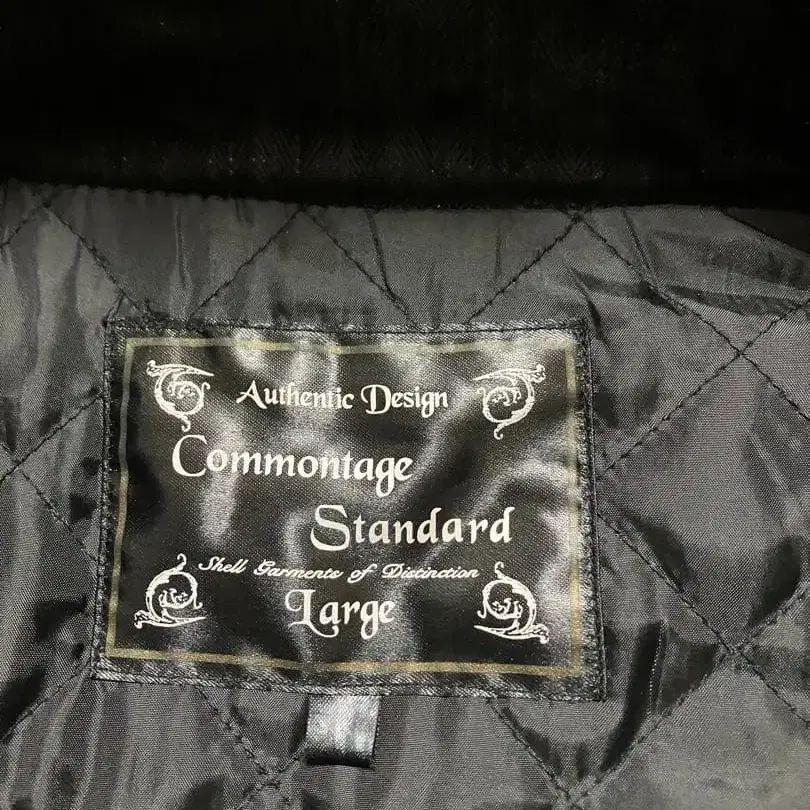 Authentic Design
Commontage
Standard
Shell Garments of Distinction
Large